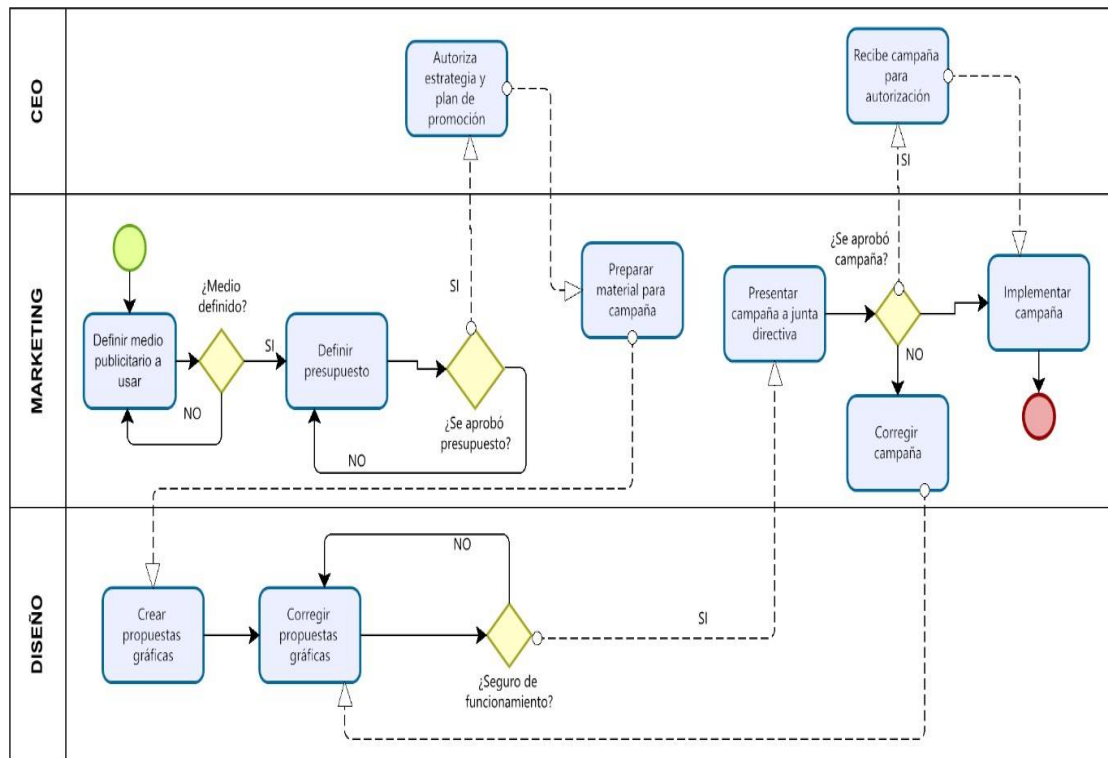 CEO
Autoriza
estrategia y
plan de
promoción
Recibe campaña
para
autorización
SI
MARKETING
¿Medio
definido?
Definir medio
publicitario a
usar
SI
NO
Definir
presupuesto
SI
¿Se aprobó
presupuesto?
NO
Preparar
material para
campaña
Presentar
campaña a junta
directiva
¿Se aprobó
campaña?
NO
Implementar
campaña
Corregir
campaña
DISEÑO
Crear
propuestas
gráficas
Corregir
propuestas
gráficas
NO
¿Seguro de
funcionamiento?
SI